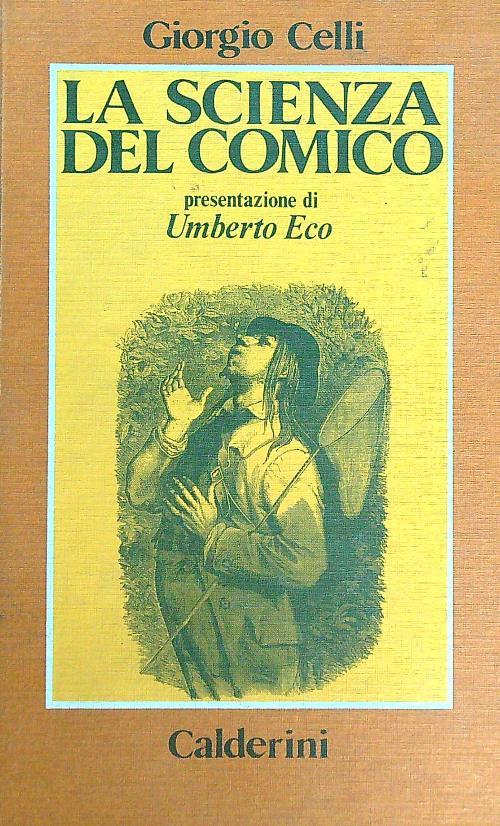 Giorgio Celli
LA SCIENZA
DEL COMICO
presentazione di
Umberto Eco
Calderini